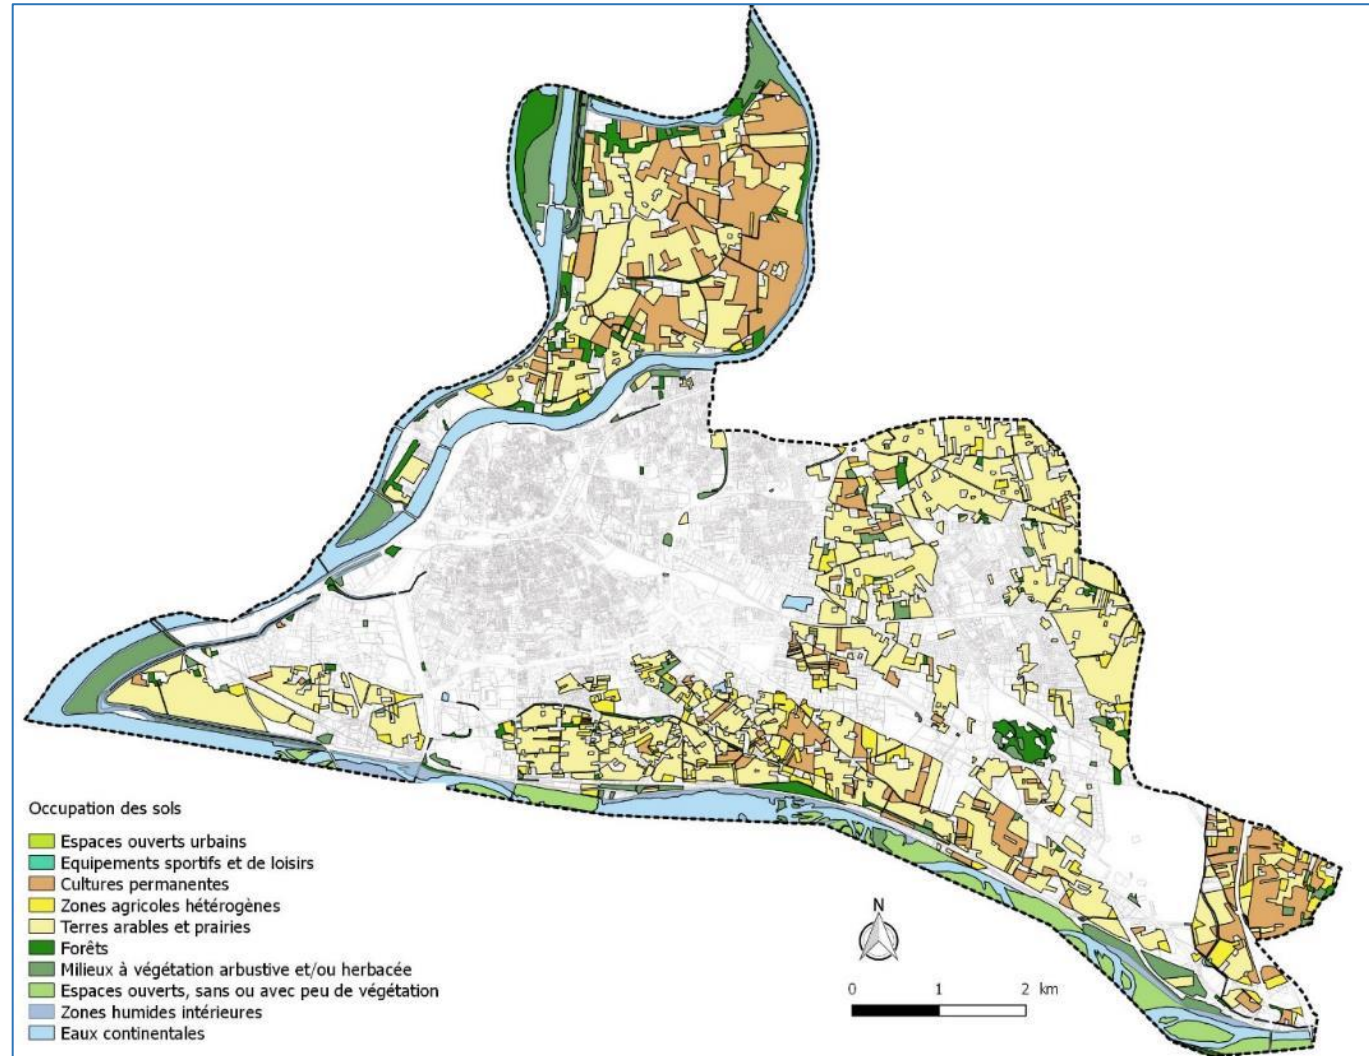 Occupation des sols
Espaces ouverts urbains
Equipements sportifs et de loisirs
Cultures permanentes
Zones agricoles hétérogènes
Terres arables et prairies
Forêts
Milieux à végétation arbustive et/ou herbacée
Espaces ouverts, sans ou avec peu de végétation
Zones humides intérieures
Eaux continentales
N
0 1 2 km